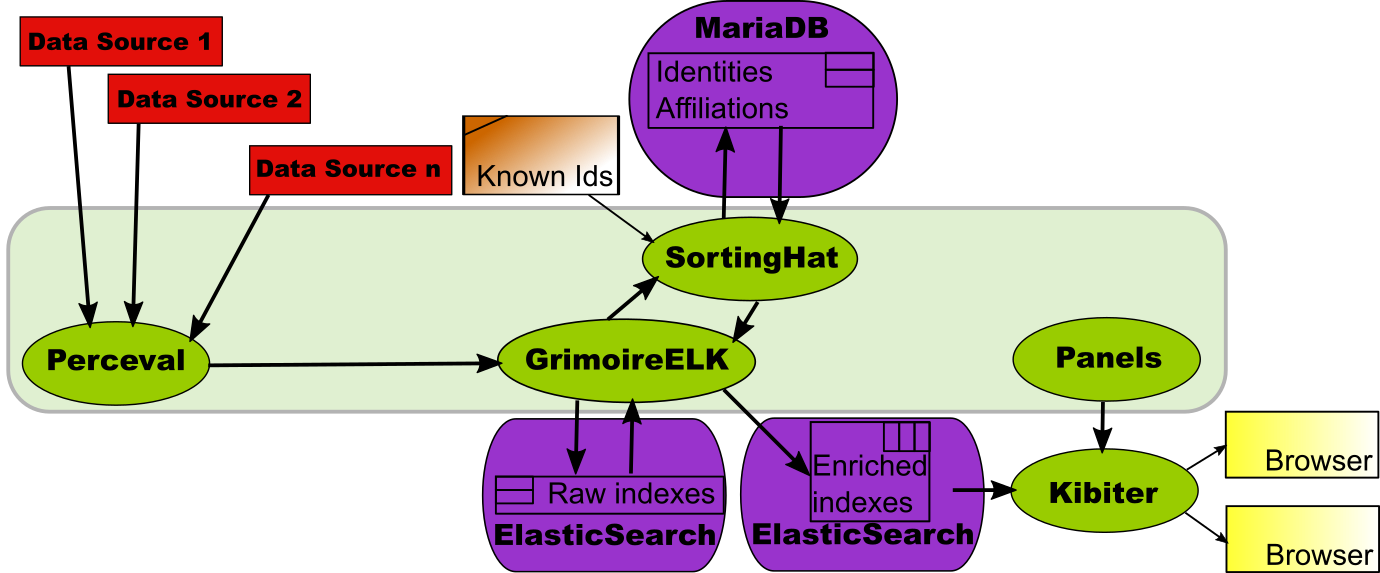 Data Source 1
Data Source 2
Data Source n
Known Ids
MariaDB
Identities
Affiliations
SortingHat
Perceval
GrimoireELK
Panels
Raw indexes
ElasticSearch
Enriched
indexes
ElasticSearch
Kibiter
Browser
Browser